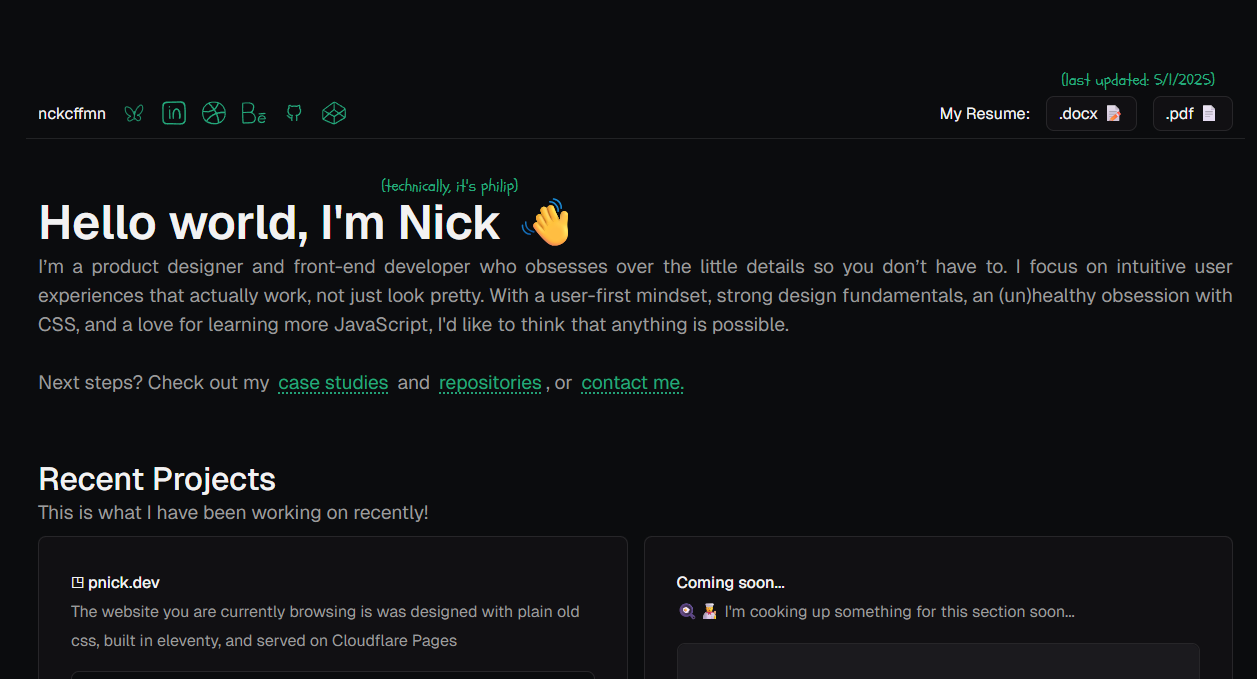 (last updated: 5/1/2025)
nckcffmn in Bē My Resume: .docx 📝 .pdf 📄
(technically, it's philip)
Hello world, I'm Nick 👋
I’m a product designer and front-end developer who obsesses over the little details so you don’t have to. I focus on intuitive user
experiences that actually work, not just look pretty. With a user-first mindset, strong design fundamentals, an (un)healthy obsession with
CSS, and a love for learning more JavaScript, I'd like to think that anything is possible.
Next steps? Check out my case studies and repositories , or contact me.
Recent Projects
This is what I have been working on recently!
◳ pnick.dev
The website you are currently browsing is was designed with plain old
css, built in eleventy, and served on Cloudflare Pages
Coming soon...
🍳 👨‍🍳 I'm cooking up something for this section soon...